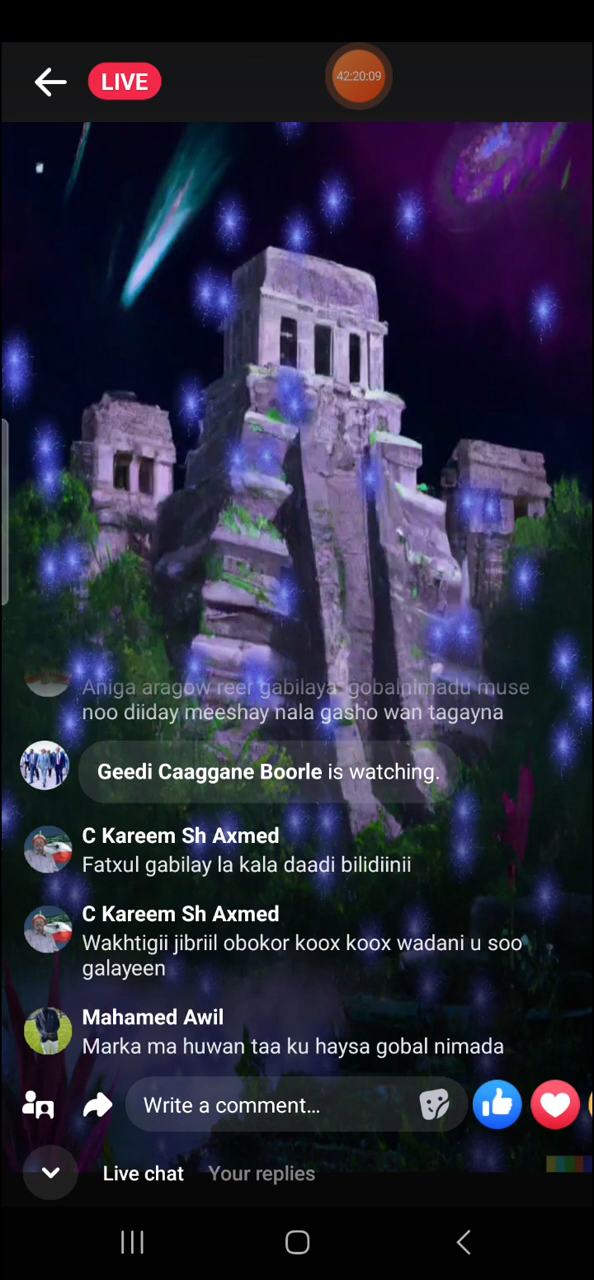 LIVE
42:20:09
Aniga aragow reer gabilaya gobalnimadu muse
noo diiday meeshay nala gasho wan tagayna
Geedi Caaggane Boorle is watching.
C Kareem Sh Axmed
Fatxul gabilay la kala daadi bilidiinii
C Kareem Sh Axmed
Wakhtigii jibriil obokor koox koox wadani u soo
galayeen
Mahamed Awil
Marka ma huwan taa ku haysa gobal nimada
Write a comment...
Live chat Your replies